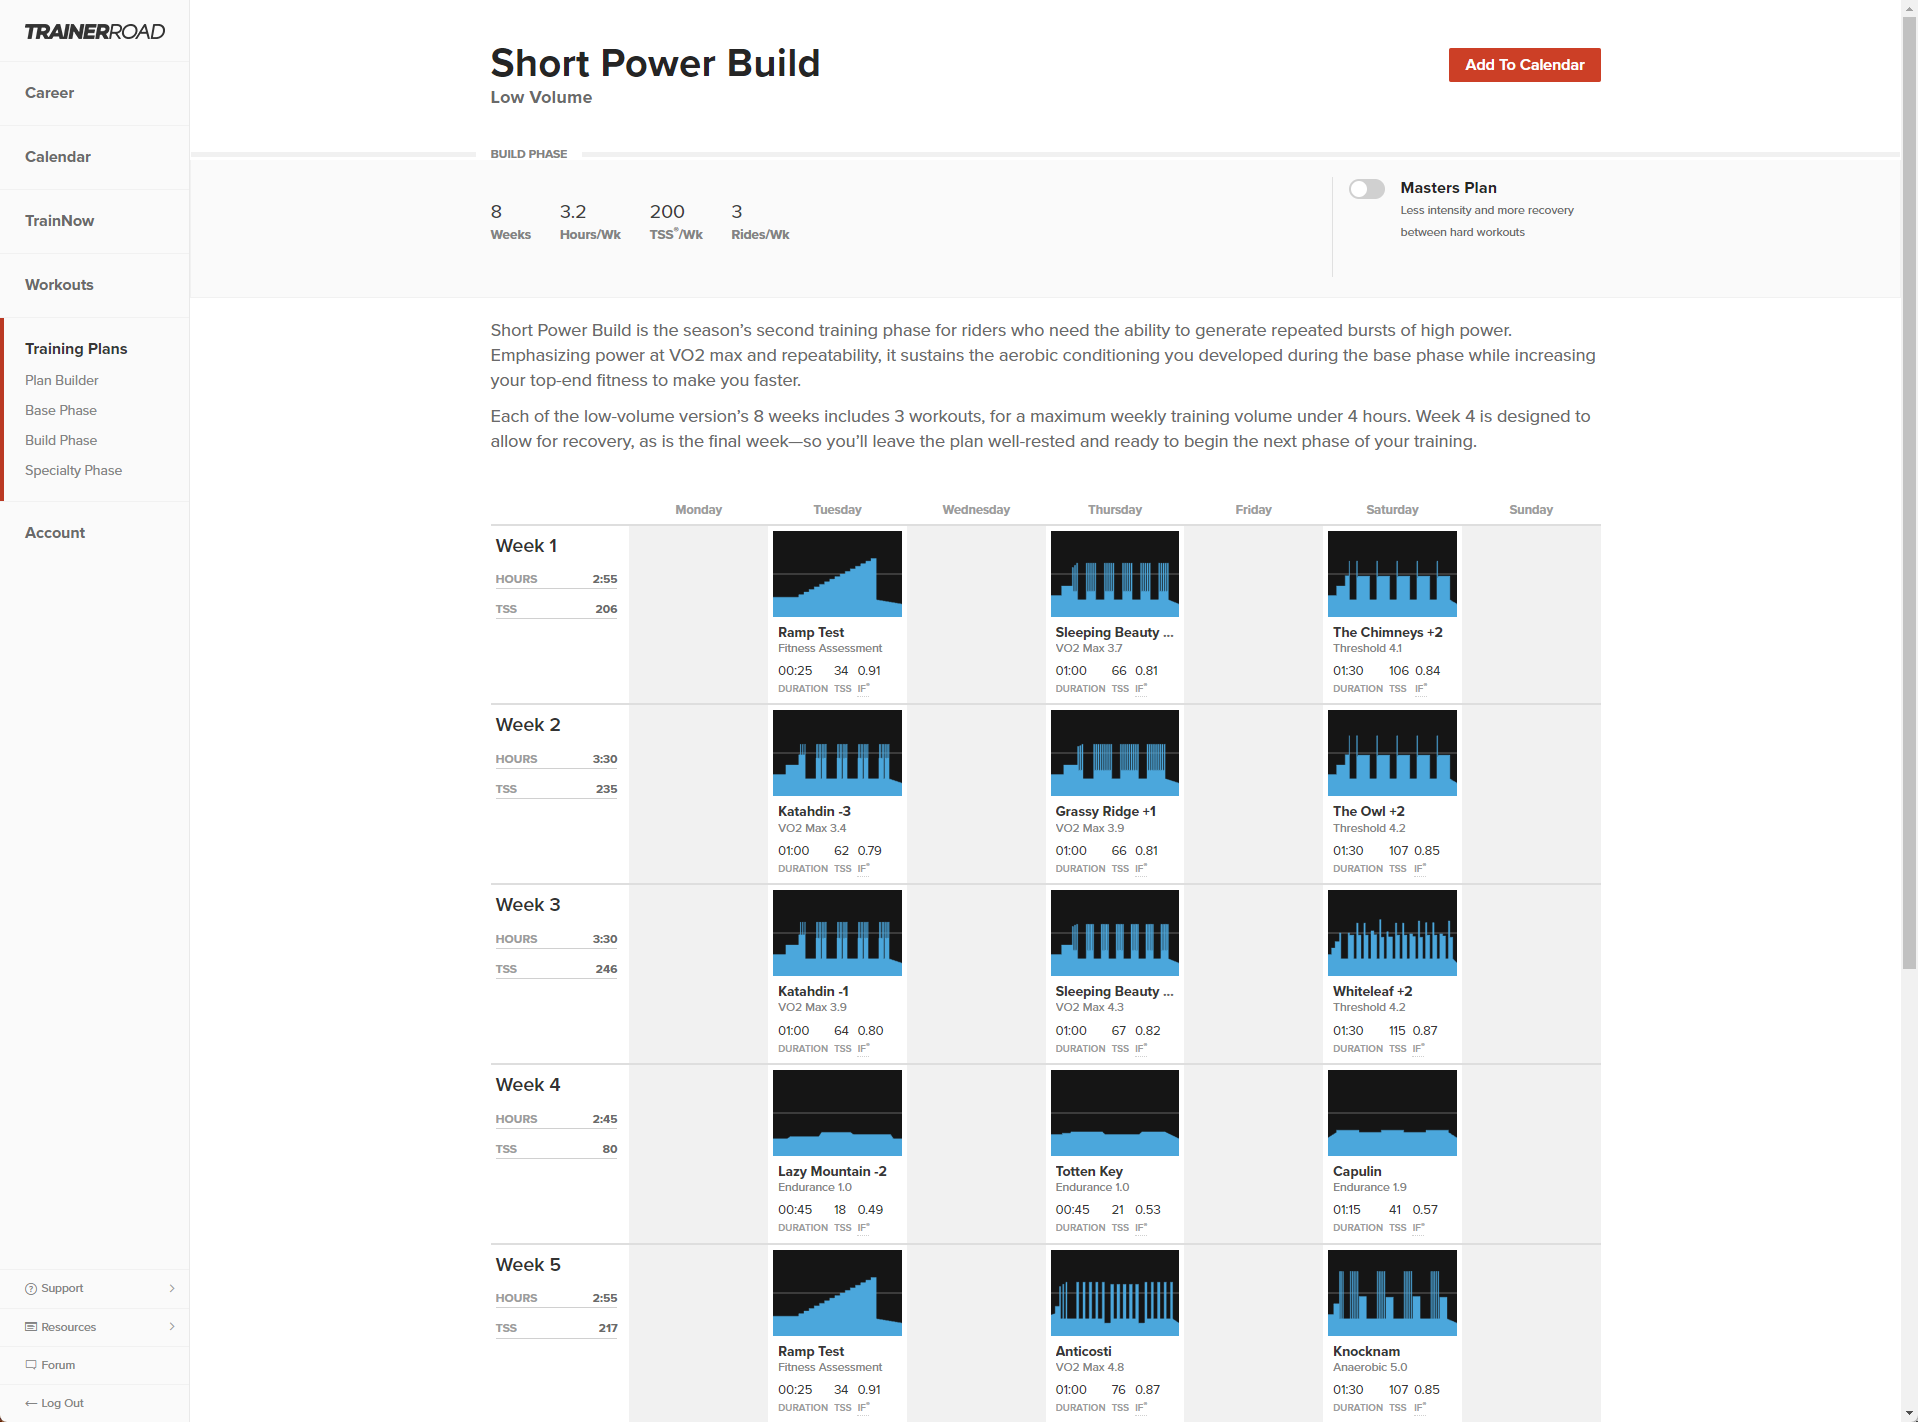 TRAINERROAD
Career
Calendar
TrainNow
Workouts
Training Plans
Plan Builder
Base Phase
Build Phase
Specialty Phase
Account
Support
Resources
Forum
Log Out
Short Power Build
Low Volume
Add To Calendar
BUILD PHASE
8 3.2 200 3
Weeks Hours/Wk TSS®/Wk Rides/Wk
Masters Plan
Less intensity and more recovery
between hard workouts
Short Power Build is the season’s second training phase for riders who need the ability to generate repeated bursts of high power.
Emphasizing power at VO2 max and repeatability, it sustains the aerobic conditioning you developed during the base phase while increasing
your top-end fitness to make you faster.
Each of the low-volume version’s 8 weeks includes 3 workouts, for a maximum weekly training volume under 4 hours. Week 4 is designed to
allow for recovery, as is the final week—so you’ll leave the plan well-rested and ready to begin the next phase of your training.
Monday Tuesday Wednesday Thursday Friday Saturday Sunday
Week 1
HOURS 2:55
TSS 206
Ramp Test
Fitness Assessment
00:25 34 0.91
DURATION TSS IF®
Sleeping Beauty ...
VO2 Max 3.7
01:00 66 0.81
DURATION TSS IF®
The Chimneys +2
Threshold 4.1
01:30 106 0.84
DURATION TSS IF®
Week 2
HOURS 3:30
TSS 235
Katahdin -3
VO2 Max 3.4
01:00 62 0.79
DURATION TSS IF®
Grassy Ridge +1
VO2 Max 3.9
01:00 66 0.81
DURATION TSS IF®
The Owl +2
Threshold 4.2
01:30 107 0.85
DURATION TSS IF®
Week 3
HOURS 3:30
TSS 246
Katahdin -1
VO2 Max 3.9
01:00 64 0.80
DURATION TSS IF®
Sleeping Beauty ...
VO2 Max 4.3
01:00 67 0.82
DURATION TSS IF®
Whiteleaf +2
Threshold 4.2
01:30 115 0.87
DURATION TSS IF®
Week 4
HOURS 2:45
TSS 80
Lazy Mountain -2
Endurance 1.0
00:45 18 0.49
DURATION TSS IF®
Totten Key
Endurance 1.0
00:45 21 0.53
DURATION TSS IF®
Capulin
Endurance 1.9
01:15 41 0.57
DURATION TSS IF®
Week 5
HOURS 2:55
TSS 217
Ramp Test
Fitness Assessment
00:25 34 0.91
DURATION TSS IF®
Anticosti
VO2 Max 4.8
01:00 76 0.87
DURATION TSS IF®
Knocknam
Anaerobic 5.0
01:30 107 0.85
DURATION TSS IF®